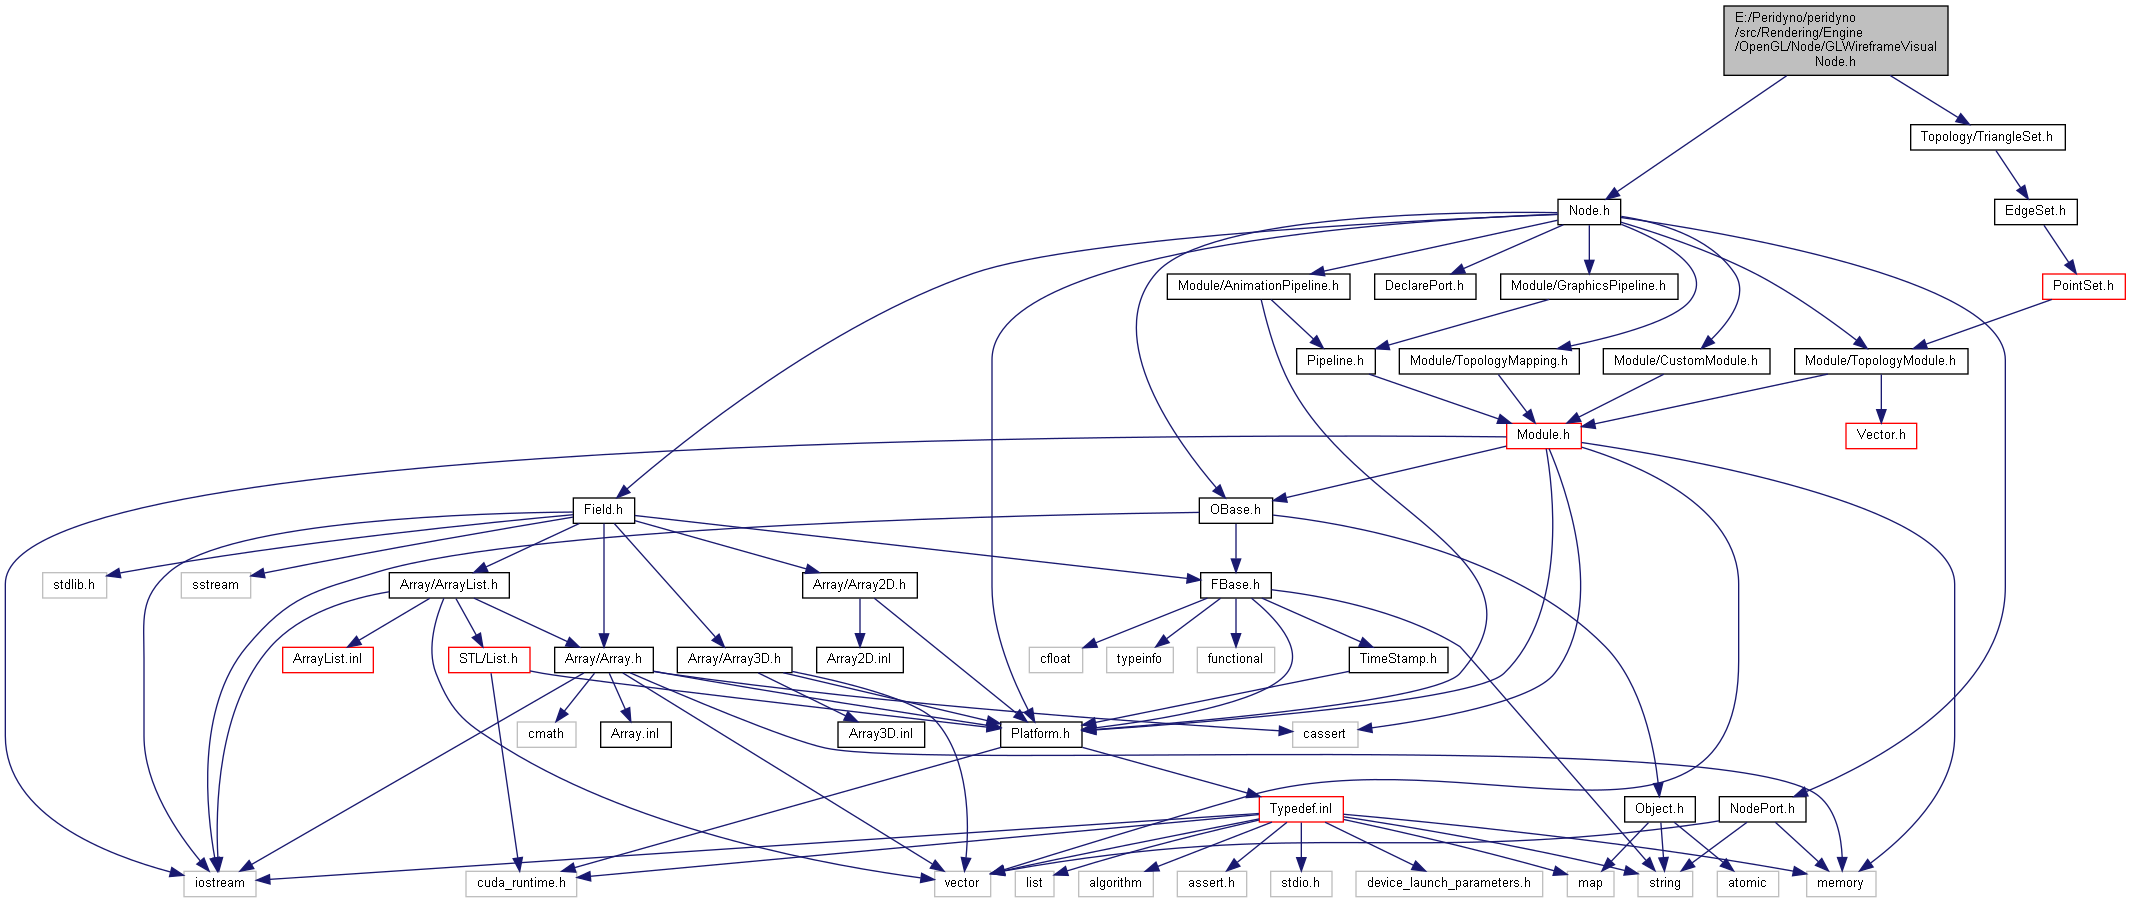 E:/Peridyno/peridyno
/src/Rendering/Engine
/OpenGL/Node/GLWireframeVisual
Node.h
Topology/TriangleSet.h
Node.h
EdgeSet.h
Module/AnimationPipeline.h
DeclarePort.h
Module/GraphicsPipeline.h
PointSet.h
Pipeline.h
Module/TopologyMapping.h
Module/CustomModule.h
Module/TopologyModule.h
Module.h
Vector.h
Field.h
OBase.h
stdlib.h
sstream
Array/ArrayList.h
Array/Array2D.h
FBase.h
ArrayList.inl
STL/List.h
Array/Array.h
Array/Array3D.h
Array2D.inl
cfloat
typeinfo
functional
TimeStamp.h
cmath
Array.inl
Array3D.inl
Platform.h
cassert
Typedef.inl
Object.h
NodePort.h
iostream
cuda_runtime.h
vector
list
algorithm
assert.h
stdio.h
device_launch_parameters.h
map
string
atomic
memory